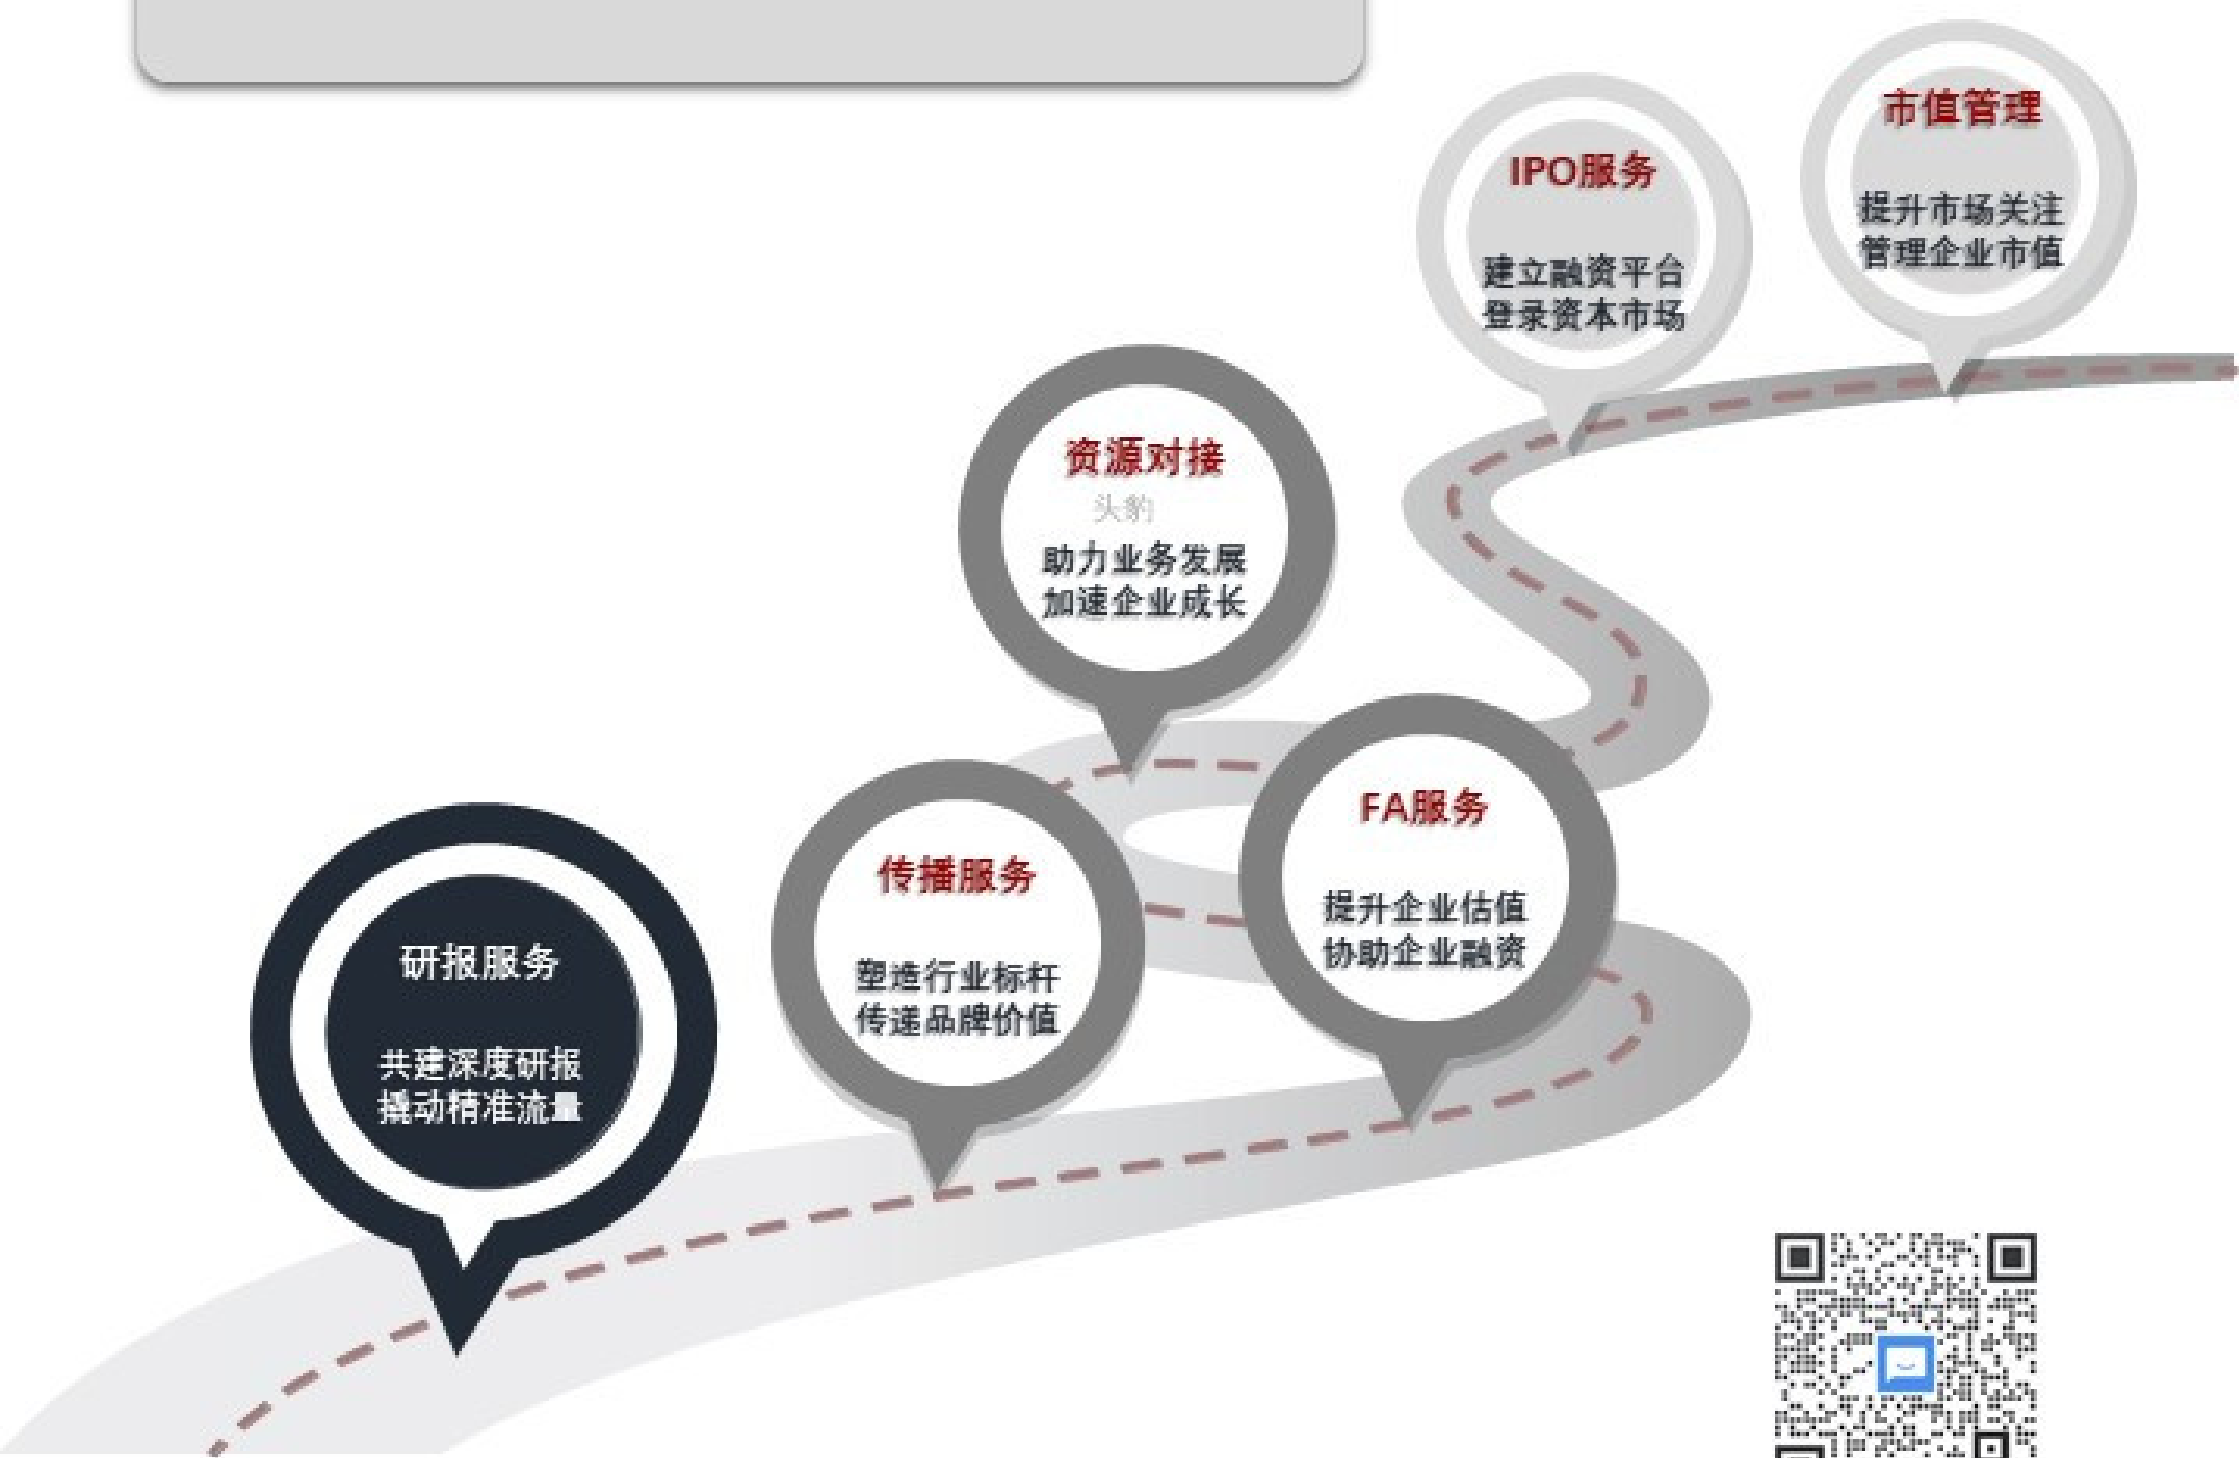 市值管理
提升市场关注
管理企业市值
IPO服务
建立融资平台
登录资本市场
资源对接
头豹
助力业务发展
加速企业成长
FA服务
提升企业估值
协助企业融资
传播服务
塑造行业标杆
传递品牌价值
研报服务
共建深度研报
撬动精准流量